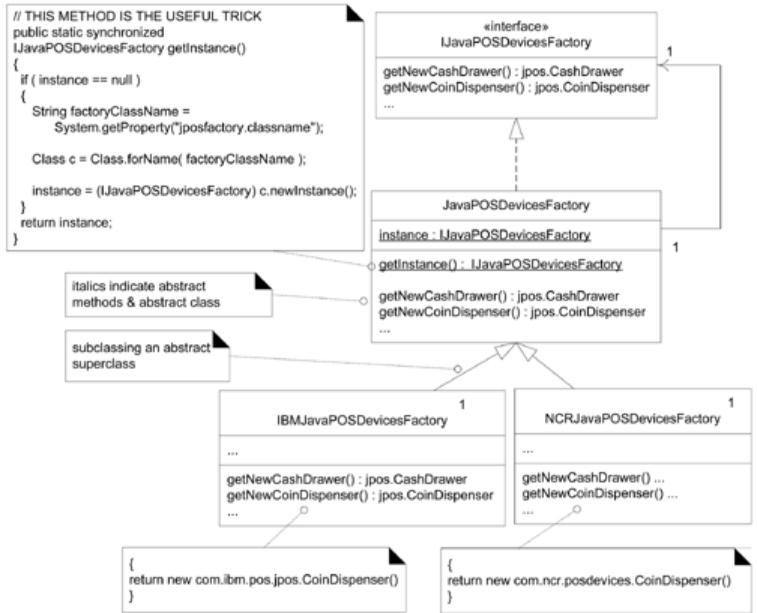 // THIS METHOD IS THE USEFUL TRICK
public static synchronized
IJavaPOSDevicesFactory getInstance()
{
if ( instance == null )
{
String factoryClassName =
System.getProperty("jposfactory.classname");
Class c = Class.forName( factoryClassName );
instance = (IJavaPOSDevicesFactory) c.newInstance();
}
return instance;
}
«interface»
IJavaPOSDevicesFactory
getNewCashDrawer() : jpos.CashDrawer
getNewCoinDispenser() : jpos.CoinDispenser
...
1
JavaPOSDevicesFactory
instance : IJavaPOSDevicesFactory
1
getInstance() : IJavaPOSDevicesFactory
getNewCashDrawer() : jpos.CashDrawer
getNewCoinDispenser() : jpos.CoinDispenser
...
italics indicate abstract
methods & abstract class
subclassing an abstract
superclass
1
IBMJavaPOSDevicesFactory
...
getNewCashDrawer() : jpos.CashDrawer
getNewCoinDispenser() : jpos.CoinDispenser
...
1
NCRJavaPOSDevicesFactory
...
getNewCashDrawer() ...
getNewCoinDispenser() ...
...
{
return new com.ibm.pos.jpos.CoinDispenser()
}
{
return new com.ncr.posdevices.CoinDispenser()
}